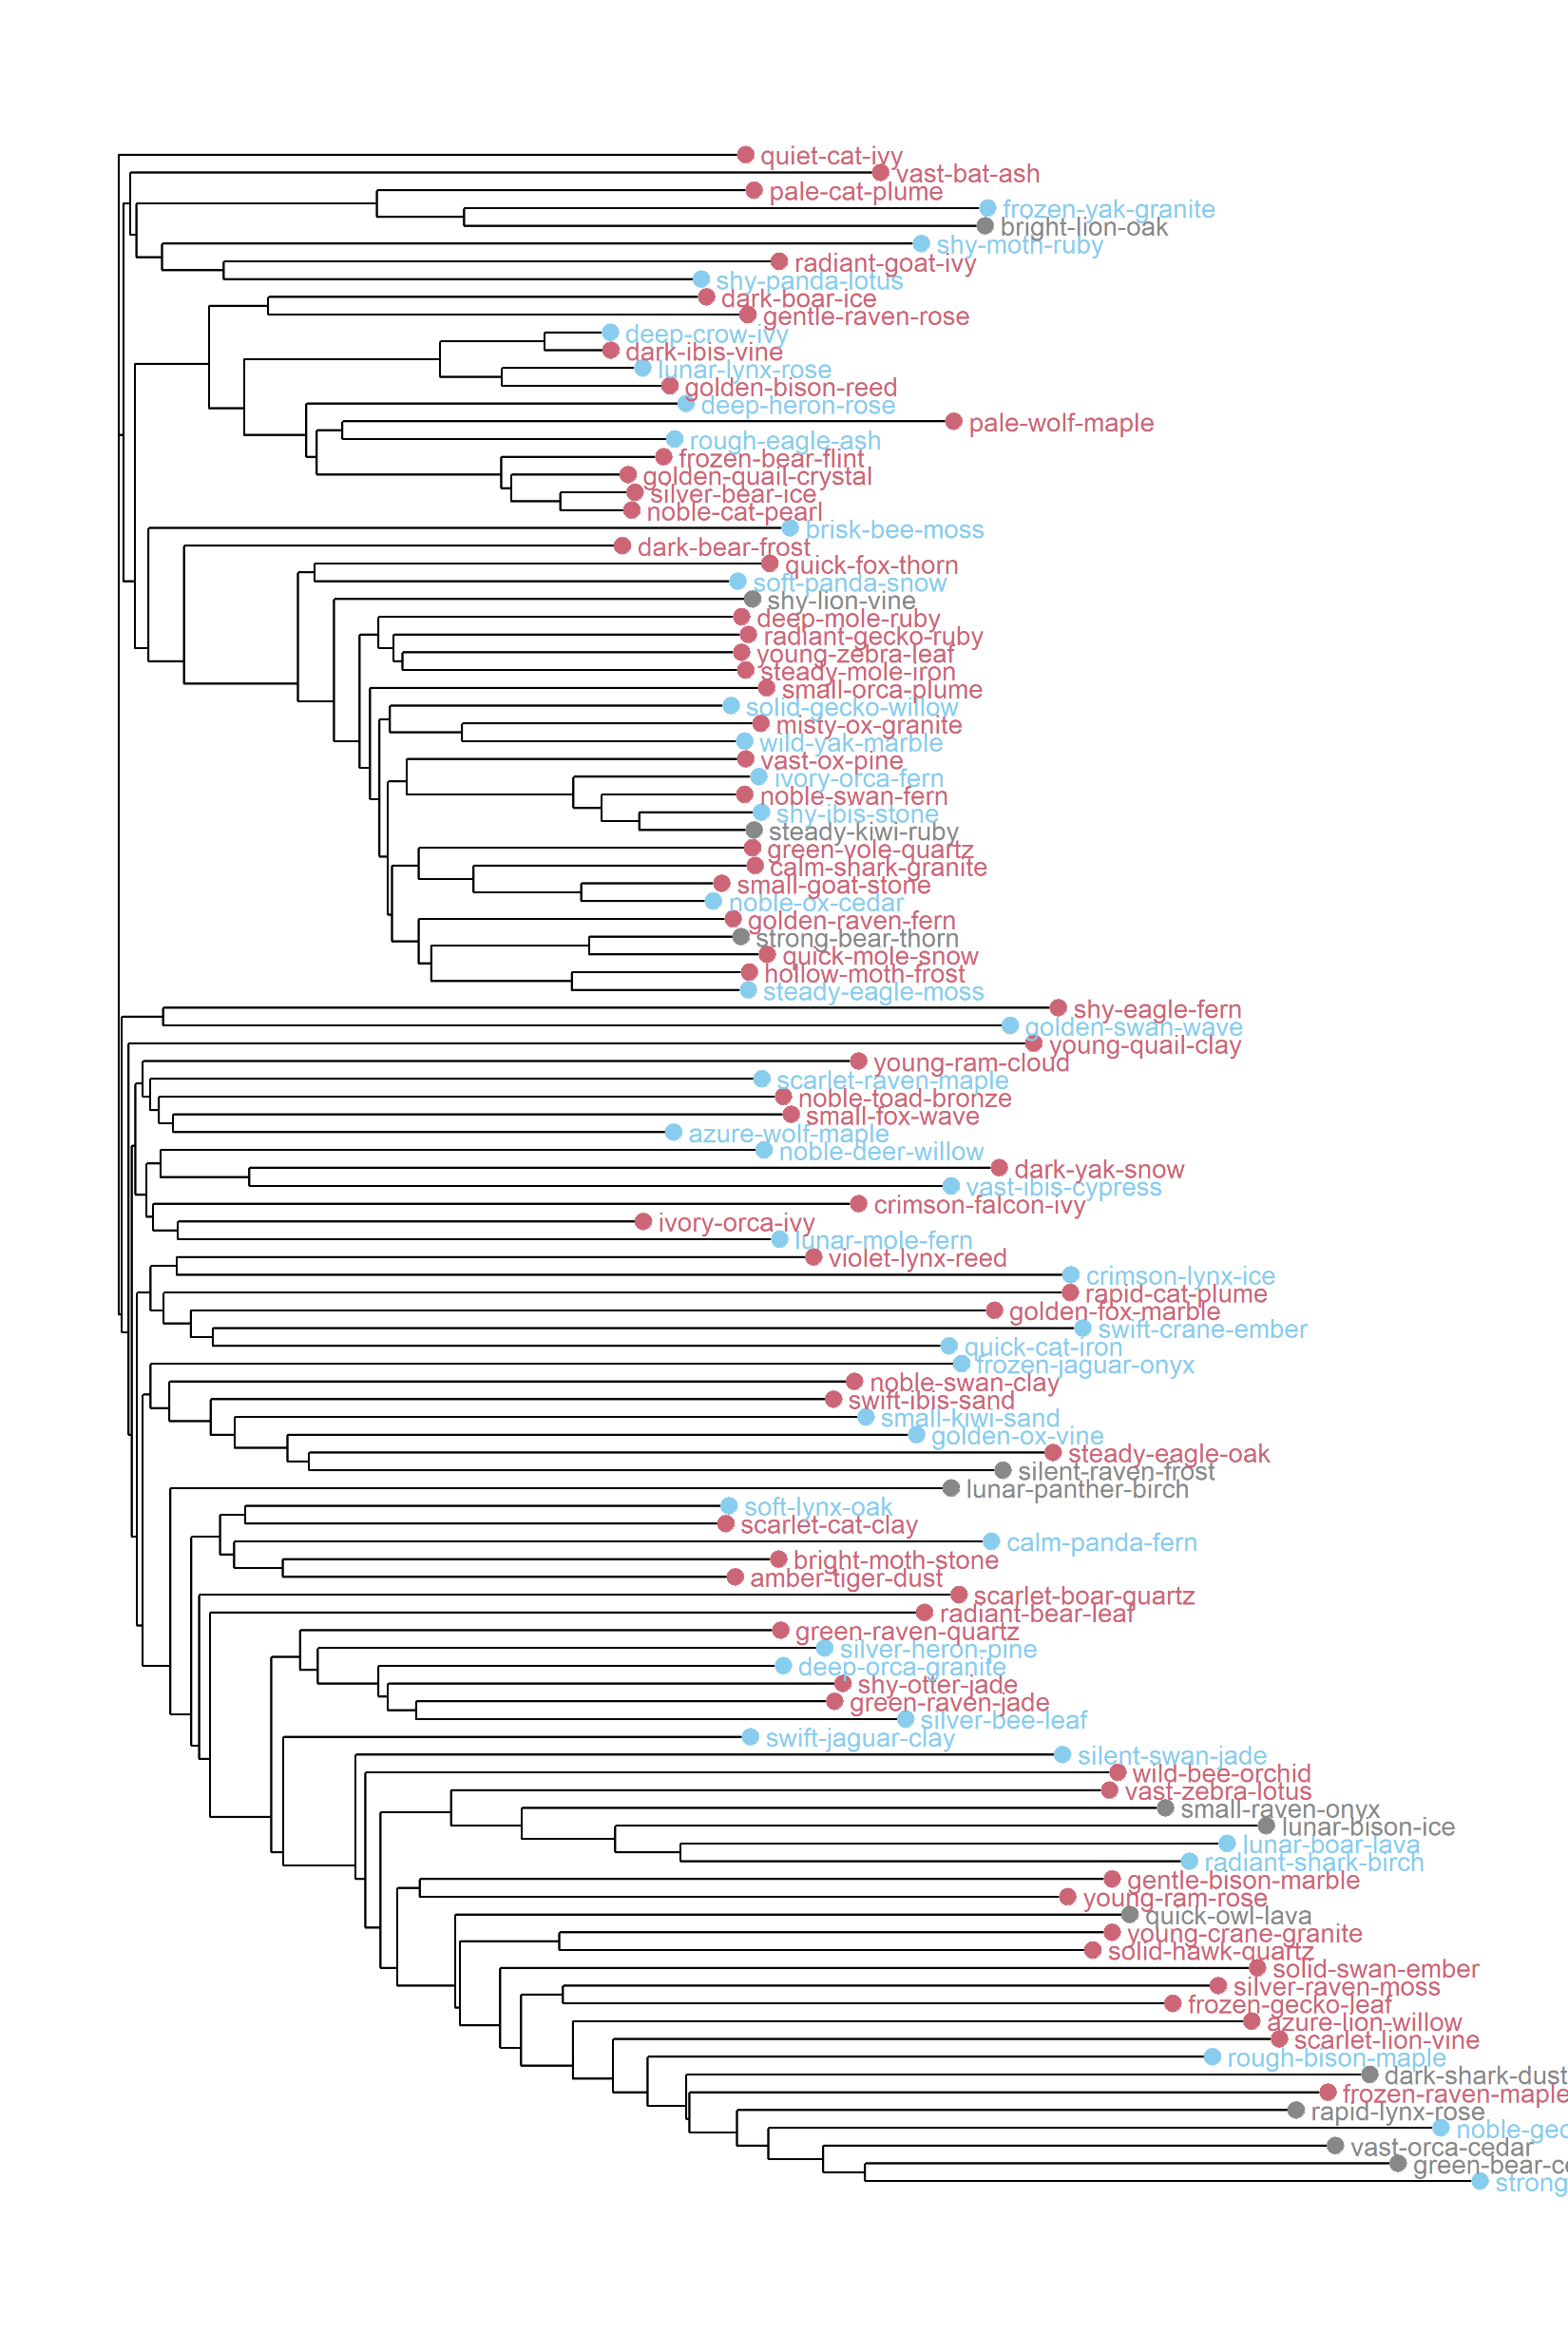 quiet-cat-ivy
vast-bat-ash
pale-cat-plume
frozen-yak-granite
bright-lion-oak
shy-moth-ruby
radiant-goat-ivy
shy-panda-lotus
dark-boar-ice
gentle-raven-rose
deep-crow-ivy
dark-ibis-vine
lunar-lynx-rose
golden-bison-reed
deep-heron-rose
pale-wolf-maple
rough-eagle-ash
frozen-bear-flint
golden-quail-crystal
silver-bear-ice
noble-cat-pearl
brisk-bee-moss
dark-bear-frost
quick-fox-thorn
soft-panda-snow
shy-lion-vine
deep-mole-ruby
radiant-gecko-ruby
young-zebra-leaf
steady-mole-iron
small-orca-plume
solid-gecko-willow
misty-ox-granite
wild-yak-marble
vast-ox-pine
ivory-orca-fern
noble-swan-fern
shy-ibis-stone
steady-kiwi-ruby
green-vole-quartz
calm-shark-granite
small-goat-stone
noble-ox-cedar
golden-raven-fern
strong-bear-thorn
quick-mole-snow
hollow-moth-frost
steady-eagle-moss
shy-eagle-fern
golden-swan-wave
young-quail-clay
young-ram-cloud
scarlet-raven-maple
noble-toad-bronze
small-fox-wave
azure-wolf-maple
noble-deer-willow
dark-yak-snow
vast-ibis-cypress
crimson-falcon-ivy
ivory-orca-ivy
lunar-mole-fern
violet-lynx-reed
crimson-lynx-ice
rapid-cat-plume
golden-fox-marble
swift-crane-ember
quick-cat-iron
frozen-jaguar-onyx
noble-swan-clay
swift-ibis-sand
small-kiwi-sand
golden-ox-vine
steady-eagle-oak
silent-raven-frost
lunar-panther-birch
soft-lynx-oak
scarlet-cat-clay
calm-panda-fern
bright-moth-stone
amber-tiger-dust
scarlet-boar-quartz
radiant-bear-leaf
green-raven-quartz
silver-heron-pine
deep-orca-granite
shy-otter-jade
green-raven-jade
silver-bee-leaf
swift-jaguar-clay
silent-swan-jade
wild-bee-orchid
vast-zebra-lotus
small-raven-onyx
lunar-bison-ice
lunar-boar-lava
radiant-shark-birch
gentle-bison-marble
young-ram-rose
quick-owl-lava
young-crane-granite
solid-hawk-quartz
solid-swan-ember
silver-raven-moss
frozen-gecko-leaf
azure-lion-willow
scarlet-lion-vine
rough-bison-maple
dark-shark-dust
frozen-raven-maple
rapid-lynx-rose
noble-gec
vast-orca-cedar
green-bear-ce
strong